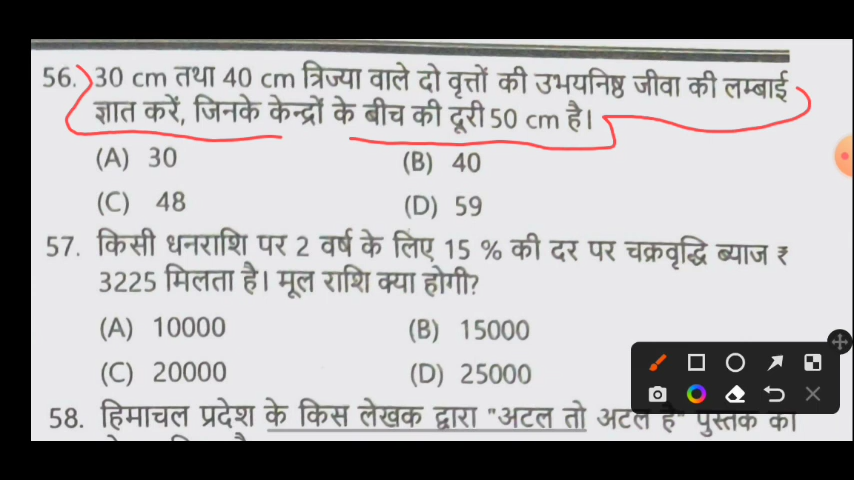 56. 30 cm तथा 40 cm त्रिज्या वाले दो वृत्तों की उभयनिष्ठ जीवा की लम्बाई
ज्ञात करें, जिनके केन्द्रों के बीच की दूरी 50 cm है।
(A) 30 (B) 40
(C) 48 (D) 59
57. किसी धनराशि पर 2 वर्ष के लिए 15 % की दर पर चक्रवृद्धि ब्याज ₹
3225 मिलता है। मूल राशि क्या होगी?
(A) 10000 (B) 15000
(C) 20000 (D) 25000
58. हिमाचल प्रदेश के किस लेखक द्वारा "अटल तो अटल है" पुस्तक का